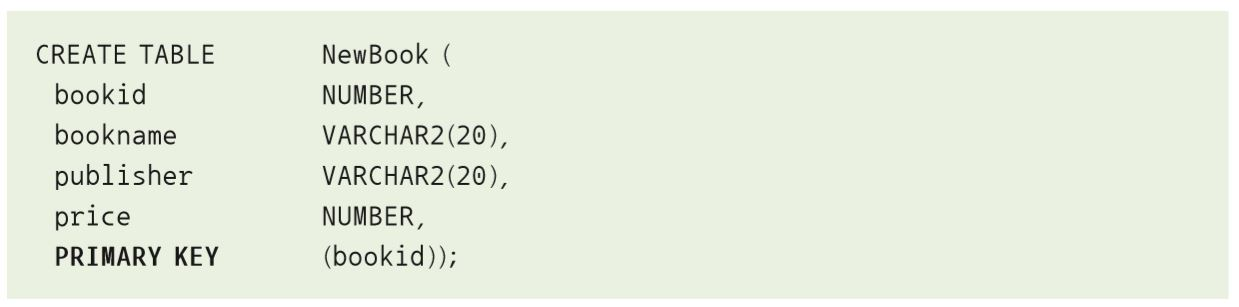 CREATE TABLE NewBook (
bookid NUMBER,
bookname VARCHAR2(20),
publisher VARCHAR2(20),
price NUMBER,
PRIMARY KEY (bookid));